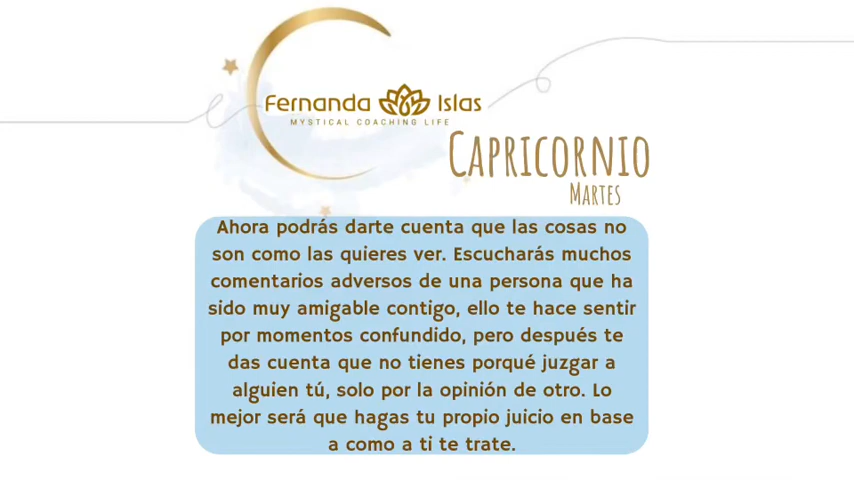 Fernanda Islas
MYSTICAL COACHING LIFE
CAPRICORNIO
MARTES
Ahora podrás darte cuenta que las cosas no
son como las quieres ver. Escucharás muchos
comentarios adversos de una persona que ha
sido muy amigable contigo, ello te hace sentir
por momentos confundido, pero después te
das cuenta que no tienes porqué juzgar a
alguien tú, solo por la opinión de otro. Lo
mejor será que hagas tu propio juicio en base
a como a ti te trate.